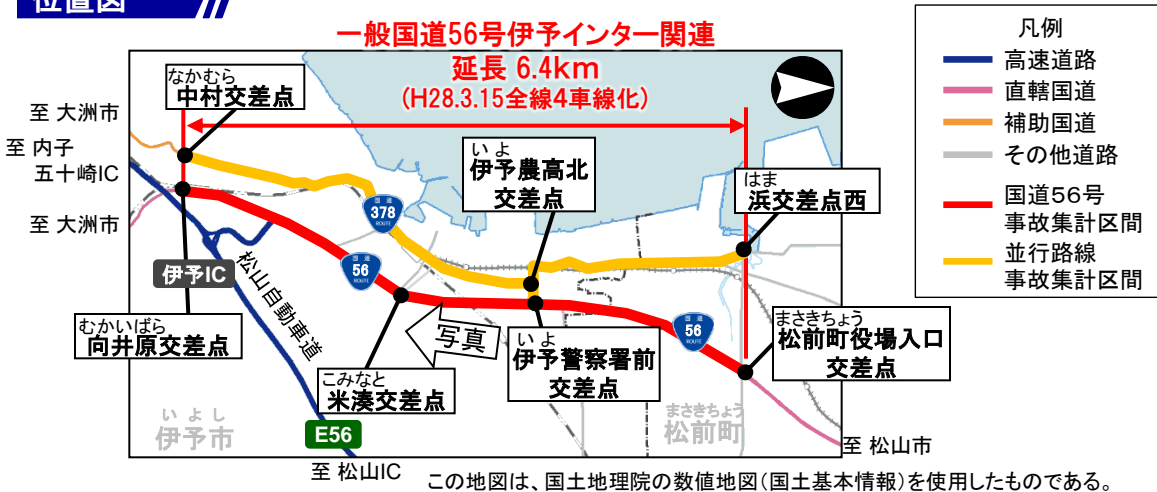 位置図
一般国道56号伊予インター関連
延長 6.4km
(H28.3.15全線4車線化)
なかむら
中村交差点
至 大洲市
至 内子
五十崎IC
至 大洲市
いよ
伊予農高北
交差点
はま
浜交差点西
国道
378
ROUTE
国道
56
ROUTE
伊予IC
松山自動車道
むかいばら
向井原交差点
写真
こみなと
米湊交差点
いよ
伊予警察署前
交差点
国道
56
ROUTE
まさきちょう
松前町役場入口
交差点
いよし
伊予市
E56
まさきちょう
松前町
至 松山市
至 松山IC
この地図は、国土地理院の数値地図(国土基本情報)を使用したものである。
凡例
高速道路
直轄国道
補助国道
その他道路
国道56号
事故集計区間
並行路線
事故集計区間